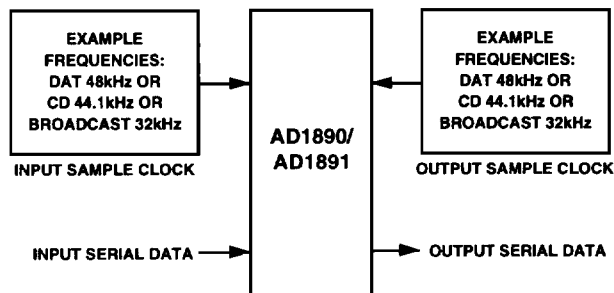 EXAMPLE
FREQUENCIES:
DAT 48kHz OR
CD 44.1kHz OR
BROADCAST 32kHz
INPUT SAMPLE CLOCK
AD1890/
AD1891
EXAMPLE
FREQUENCIES:
DAT 48kHz OR
CD 44.1kHz OR
BROADCAST 32kHz
OUTPUT SAMPLE CLOCK
INPUT SERIAL DATA
OUTPUT SERIAL DATA